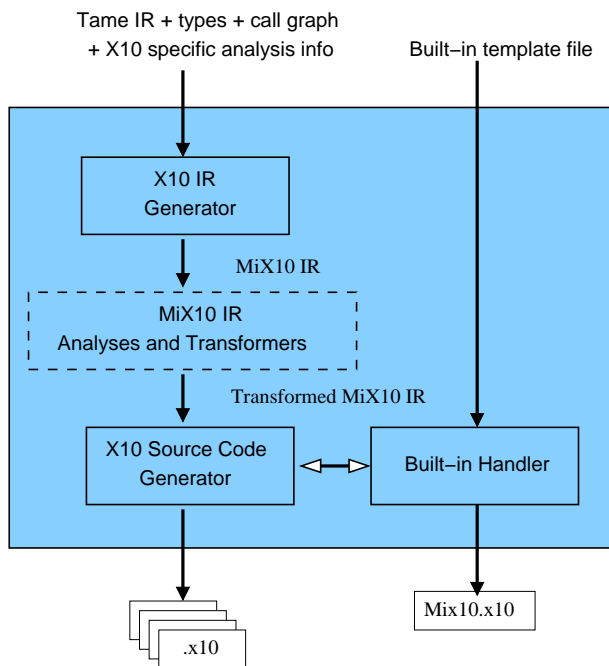 Tame IR + types + call graph
+ X10 specific analysis info
Built−in template file
X10 IR
Generator
MiX10 IR
MiX10 IR
Analyses and Transformers
Transformed MiX10 IR
X10 Source Code
Generator
Built−in Handler
.x10
Mix10.x10